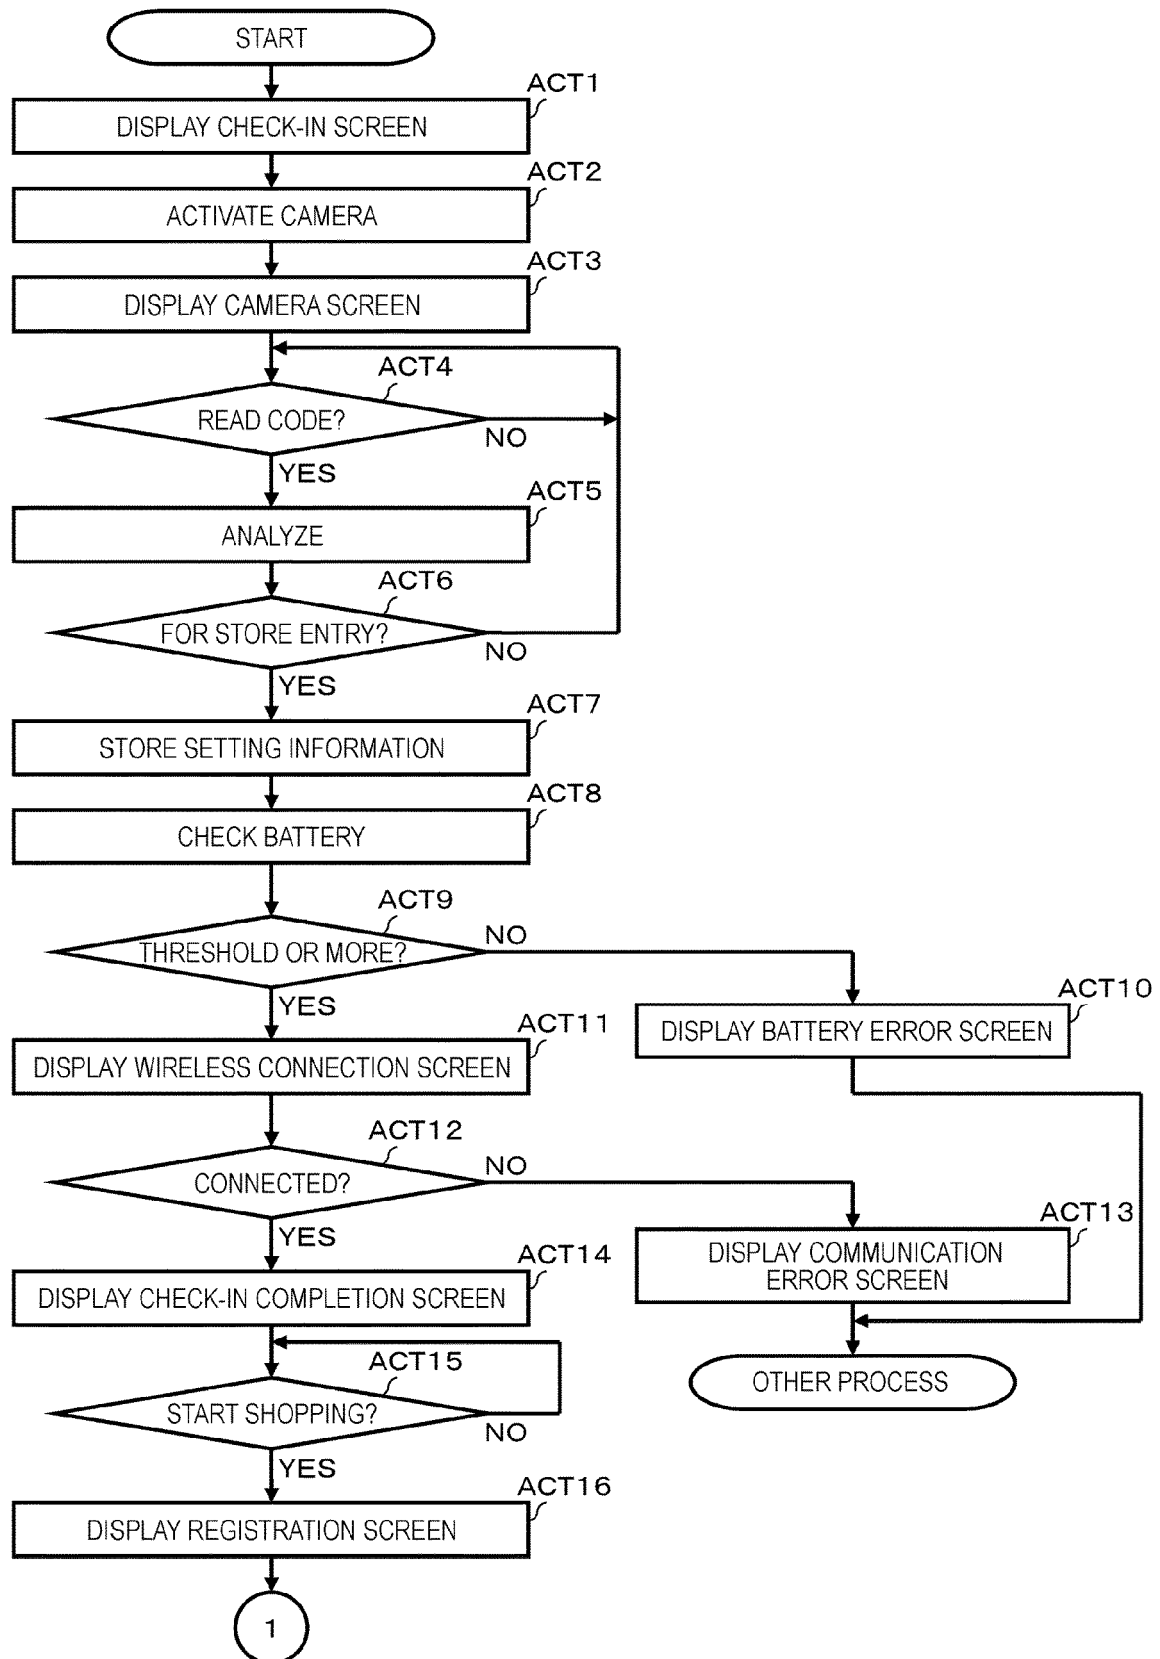 START
ACT1
DISPLAY CHECK-IN SCREEN
ACT2
ACTIVATE CAMERA
ACT3
DISPLAY CAMERA SCREEN
ACT4
READ CODE?
NO
YES
ACT5
ANALYZE
ACT6
FOR STORE ENTRY?
NO
YES
ACT7
STORE SETTING INFORMATION
ACT8
CHECK BATTERY
ACT9
THRESHOLD OR MORE?
NO
YES
ACT10
DISPLAY BATTERY ERROR SCREEN
ACT11
DISPLAY WIRELESS CONNECTION SCREEN
ACT12
CONNECTED?
NO
YES
ACT13
DISPLAY COMMUNICATION
ERROR SCREEN
ACT14
DISPLAY CHECK-IN COMPLETION SCREEN
ACT15
START SHOPPING?
NO
YES
OTHER PROCESS
ACT16
DISPLAY REGISTRATION SCREEN
1